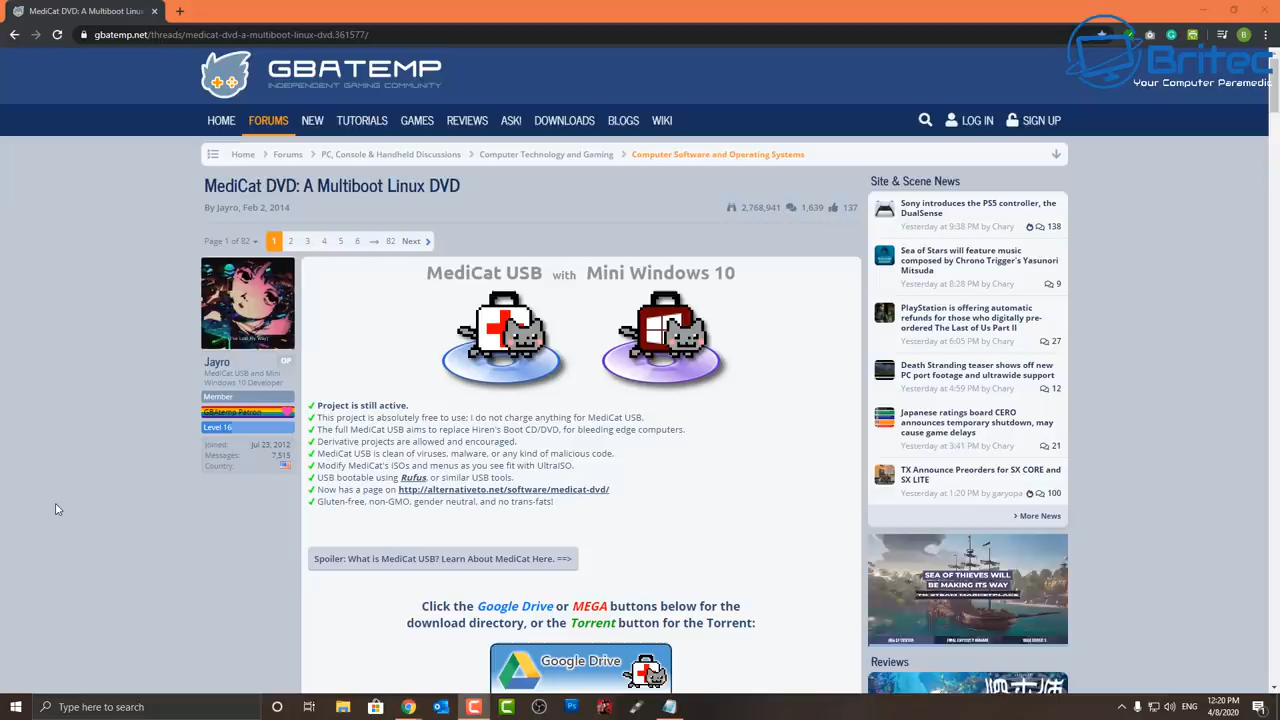 MediCat DVD: A Multiboot Linux
gbatemp.net/threads/medicat-dvd-a-multiboot-linux-dvd.361577/
Britec
Your Computer Paramedic
GBATEMP
INDEPENDENT GAMING COMMUNITY
HOME FORUMS NEW TUTORIALS GAMES REVIEWS ASK! DOWNLOADS BLOGS WIKI LOG IN SIGN UP
Home Forums PC, Console & Handheld Discussions Computer Technology and Gaming Computer Software and Operating Systems
MediCat DVD: A Multiboot Linux DVD
By Jayro, Feb 2, 2014
2,768,941 1,639 137
Page 1 of 82 1 2 3 4 5 6 → 82 Next
Jayro OP
MediCat USB and Mini
Windows 10 Developer
Member
GBAtemp Patron
Level 16
Joined: Jul 23, 2012
Messages: 7,515
Country:
MediCat USB with Mini Windows 10
Project is still active.
This project is absolutely free to use; I do not charge anything for MediCat USB.
The full MediCat USB aims to replace Hiren's Boot CD/DVD, for bleeding edge computers.
Derivative projects are allowed and encouraged.
MediCat USB is clean of viruses, malware, or any kind of malicious code.
Modify MediCat's ISOs and menus as you see fit with UltraISO.
USB bootable using Rufus, or similar USB tools.
Now has a page on http://alternativeto.net/software/medicat-dvd/
Gluten-free, non-GMO, gender neutral, and no trans-fats!
Spoiler: What is MediCat USB? Learn About MediCat Here. ==>
Click the Google Drive or MEGA buttons below for the
download directory, or the Torrent button for the Torrent:
Google Drive
Site & Scene News
Sony introduces the PS5 controller, the
DualSense
Yesterday at 9:38 PM by Chary 138
Sea of Stars will feature music
composed by Chrono Trigger's Yasunori
Mitsuda
Yesterday at 8:28 PM by Chary 9
PlayStation is offering automatic
refunds for those who digitally pre-
ordered The Last of Us Part II
Yesterday at 6:05 PM by Chary 27
Death Stranding teaser shows off new
PC port footage and ultrawide support
Yesterday at 4:59 PM by Chary 12
Japanese ratings board CERO
announces temporary shutdown, may
cause game delays
Yesterday at 3:41 PM by Chary 21
TX Announce Preorders for SX CORE and
SX LITE
Yesterday at 1:20 PM by garyopa 100
> More News
SEA OF THIEVES WILL
BE MAKING ITS WAY
Reviews
Type here to search
ENG
12:20 PM
4/8/2020